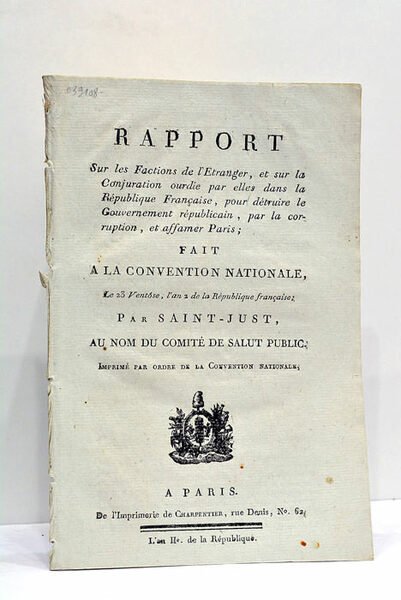 039108-
RAPPORT
Sur les Factions de l'Etranger, et sur la
Conjuration ourdie par elles dans la
République Française, pour détruire le
Gouvernement républicain, par la cor-
ruption, et affamer Paris;
FAIT
A LA CONVENTION NATIONALE,
Le 23 Ventôse, l'an 2 de la République française;
PAR SAINT-JUST,
AU NOM DU COMITÉ DE SALUT PUBLIC;
IMPRIMÉ PAR ORDRE DE LA CONVENTION NATIONALE;
A PARIS.
De l'Imprimerie de CHARPENTIER, rue Denis, No. 62,
L'an IIe. de la République.